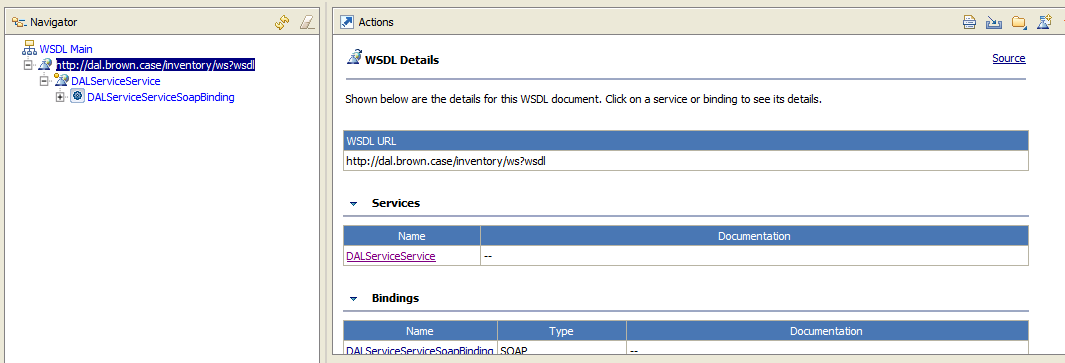 Navigator
WSDL Main
http://dal.brown.case/inventory/ws?wsdl
DALServiceService
DALServiceServiceSoapBinding
Actions
WSDL Details
Source
Shown below are the details for this WSDL document. Click on a service or binding to see its details.
WSDL URL
http://dal.brown.case/inventory/ws?wsdl
Services
Name Documentation
DALServiceService --
Bindings
Name Type Documentation
DALServiceServiceSoapBinding SOAP --